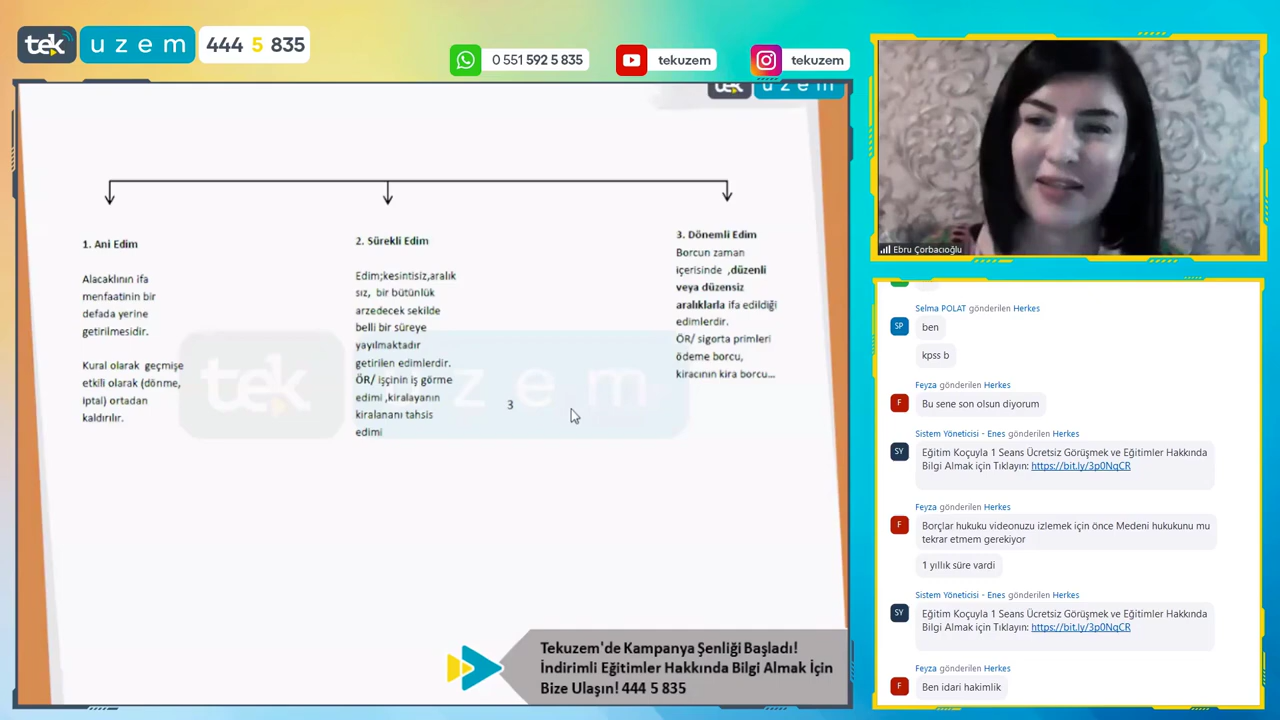 tek uzem 444 5 835
0 551 592 5 835 tekuzem tekuzem
tek uzem
1. Ani Edim
Alacaklının ifa
menfaatinin bir
defada yerine
getirilmesidir.
Kural olarak geçmişe
etkili olarak (dönme,
iptal) ortadan
kaldırılır.
2. Sürekli Edim
Edim;kesintisiz,aralık
sız, bir bütünlük
arzedecek sekilde
belli bir süreye
yayılmaktadır
getirilen edimlerdir.
ÖR/ işçinin iş görme
edimi ,kiralayanın
kiralananı tahsis
edimi
3
3. Dönemli Edim
Borcun zaman
içerisinde ,düzenli
veya düzensiz
aralıklarla ifa edildiği
edimlerdir.
ÖR/ sigorta primleri
ödeme borcu,
kiracının kira borcu...
tek uzem
Tekuzem'de Kampanya Şenliği Başladı!
İndirimli Eğitimler Hakkında Bilgi Almak İçin
Bize Ulaşın! 444 5 835
Ebru Çorbacıoğlu
Selma POLAT gönderilen Herkes
SP
ben
kpss b
Feyza gönderilen Herkes
F
Bu sene son olsun diyorum
Sistem Yöneticisi - Enes gönderilen Herkes
SY
Eğitim Koçuyla 1 Seans Ücretsiz Görüşmek ve Eğitimler Hakkında
Bilgi Almak için Tıklayın: https://bit.ly/3p0NqCR
Feyza gönderilen Herkes
F
Borçlar hukuku videonuzu izlemek için önce Medeni hukukunu mu
tekrar etmem gerekiyor
1 yıllık süre vardi
Sistem Yöneticisi - Enes gönderilen Herkes
SY
Eğitim Koçuyla 1 Seans Ücretsiz Görüşmek ve Eğitimler Hakkında
Bilgi Almak için Tıklayın: https://bit.ly/3p0NqCR
Feyza gönderilen Herkes
F
Ben idari hakimlik